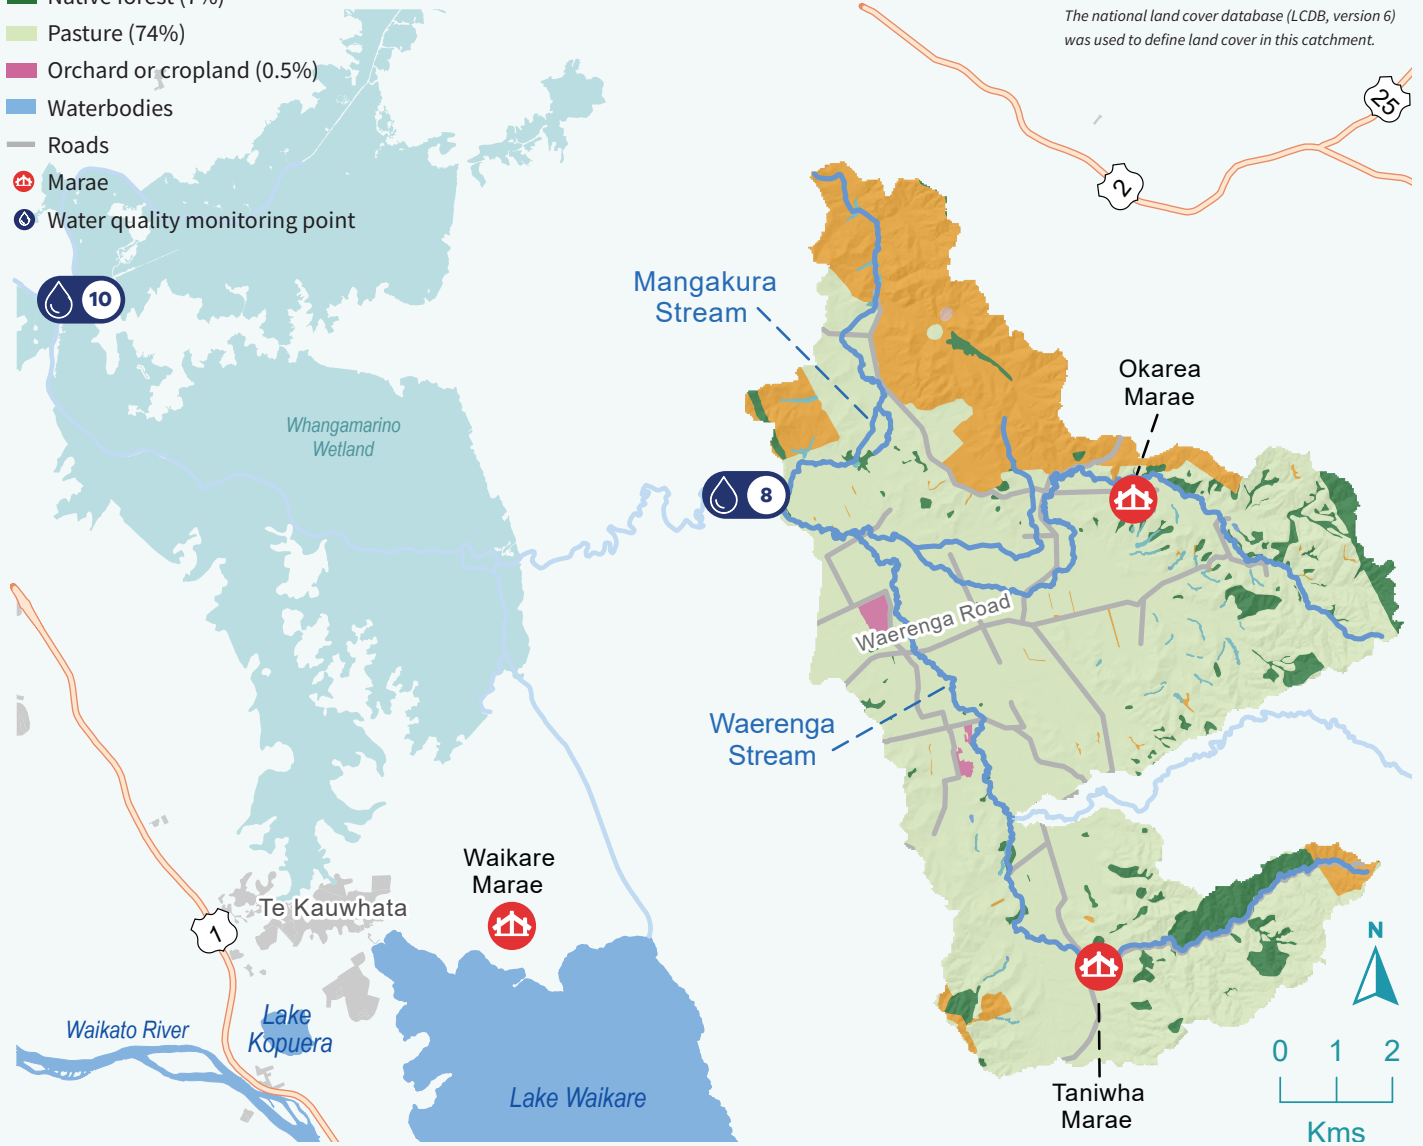 Native forest (7%)
Pasture (74%)
Orchard or cropland (0.5%)
Waterbodies
Roads
Marae
Water quality monitoring point
The national land cover database (LCDB, version 6)
was used to define land cover in this catchment.
25
2
10
Mangakura
Stream
Okarea
Marae
Whangamarino
Wetland
8
Waerenga Road
Waerenga
Stream
Waikare
Marae
Te Kauwhata
1
N
Lake
Kopuera
Waikato River
0 1 2
Kms
Lake Waikare
Taniwha
Marae